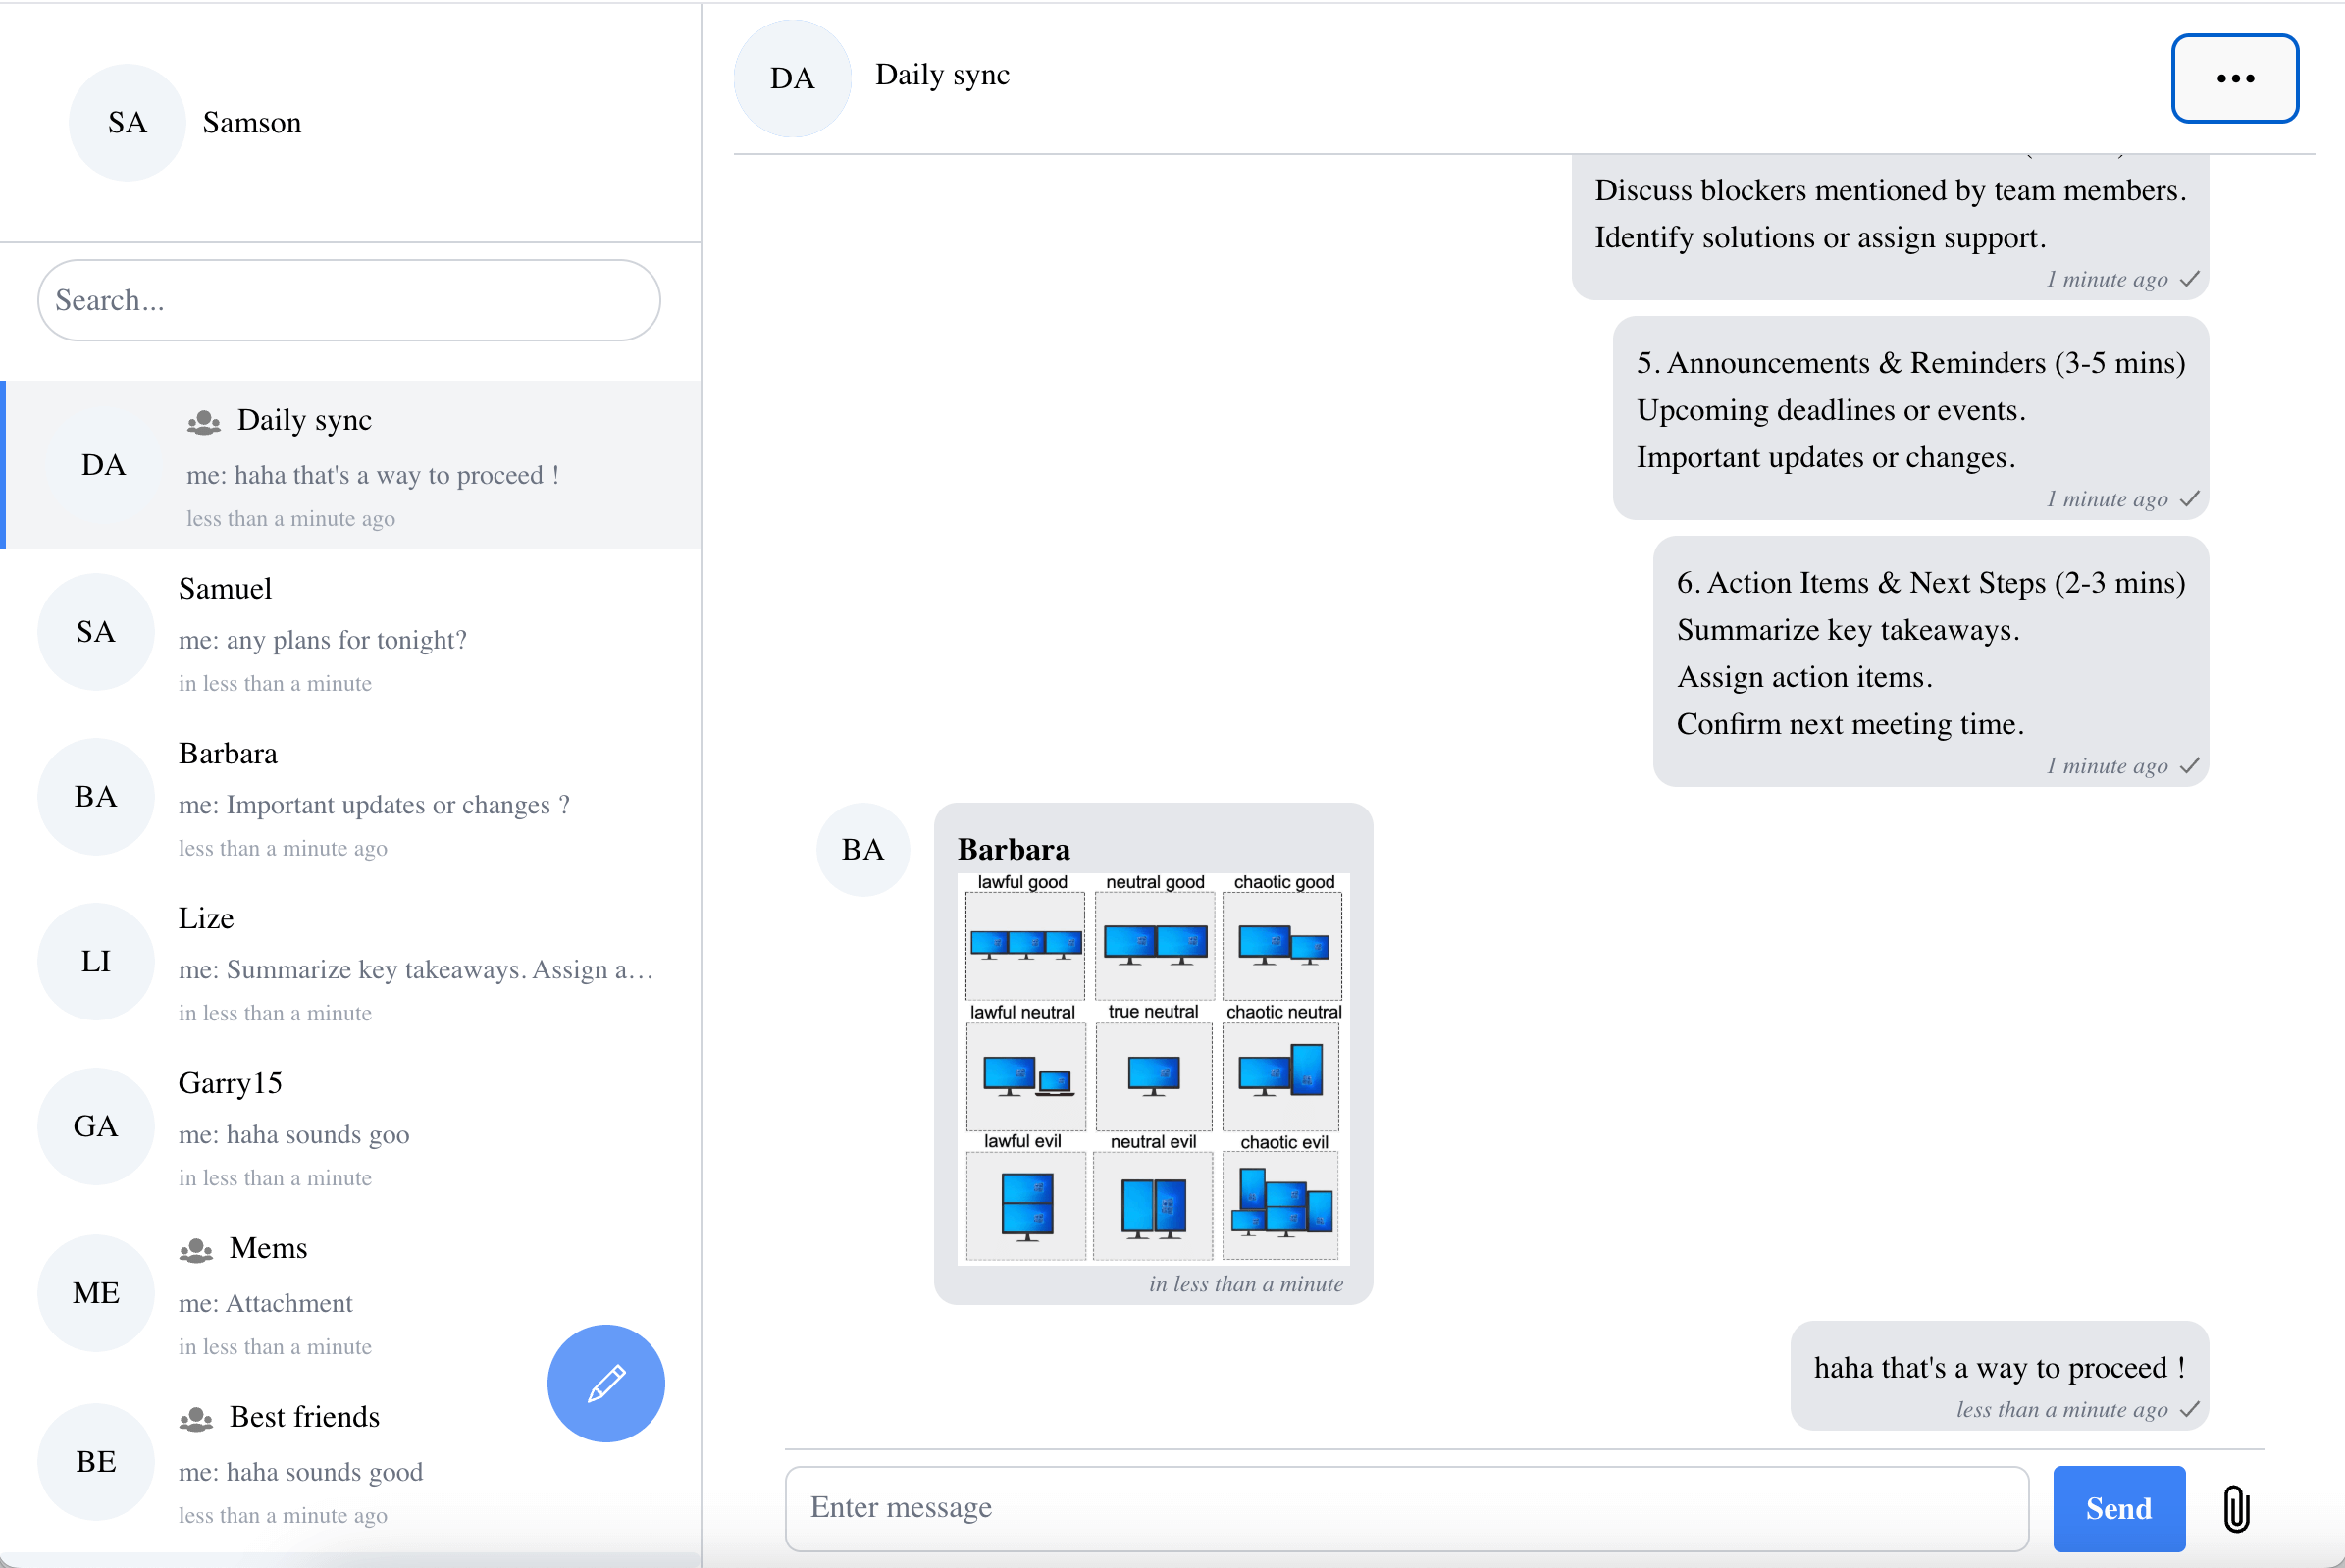 SA
Samson
Search...
DA
Daily sync
me: haha that's a way to proceed !
less than a minute ago
SA
Samuel
me: any plans for tonight?
in less than a minute
BA
Barbara
me: Important updates or changes ?
less than a minute ago
LI
Lize
me: Summarize key takeaways. Assign a...
in less than a minute
GA
Garry15
me: haha sounds goo
in less than a minute
ME
Mems
me: Attachment
in less than a minute
BE
Best friends
me: haha sounds good
less than a minute ago
DA
Daily sync
...
Discuss blockers mentioned by team members.
Identify solutions or assign support.
1 minute ago
5. Announcements & Reminders (3-5 mins)
Upcoming deadlines or events.
Important updates or changes.
1 minute ago
6. Action Items & Next Steps (2-3 mins)
Summarize key takeaways.
Assign action items.
Confirm next meeting time.
1 minute ago
BA
Barbara
lawful good neutral good chaotic good
lawful neutral true neutral chaotic neutral
lawful evil neutral evil chaotic evil
in less than a minute
haha that's a way to proceed !
less than a minute ago
Enter message
Send